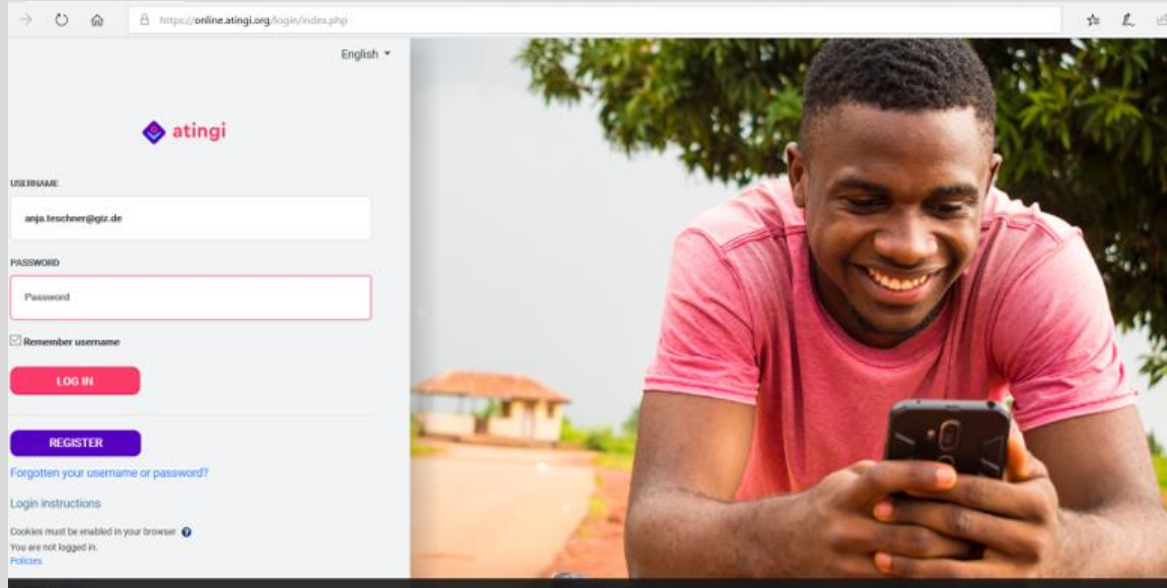 https://online.atingi.org/login/index.php
English
atingi
USERNAME
anja.teschner@giz.de
PASSWORD
Password
Remember username
LOG IN
REGISTER
Forgotten your username or password?
Login instructions
Cookies must be enabled in your browser
You are not logged in.
Policies